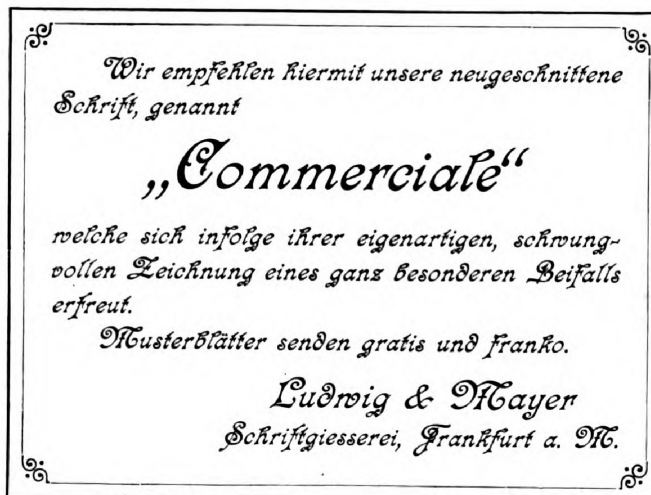 Wir empfehlen hiermit unsere neugeschnittene
Schrift, genannt
„Commerciale“
welche sich infolge ihrer eigenartigen, schwung-
vollen Zeichnung eines ganz besonderen Beifalls
erfreut.
Musterblätter senden gratis und franko.
Ludwig & Mayer
Schriftgiesserei, Frankfurt a. M.